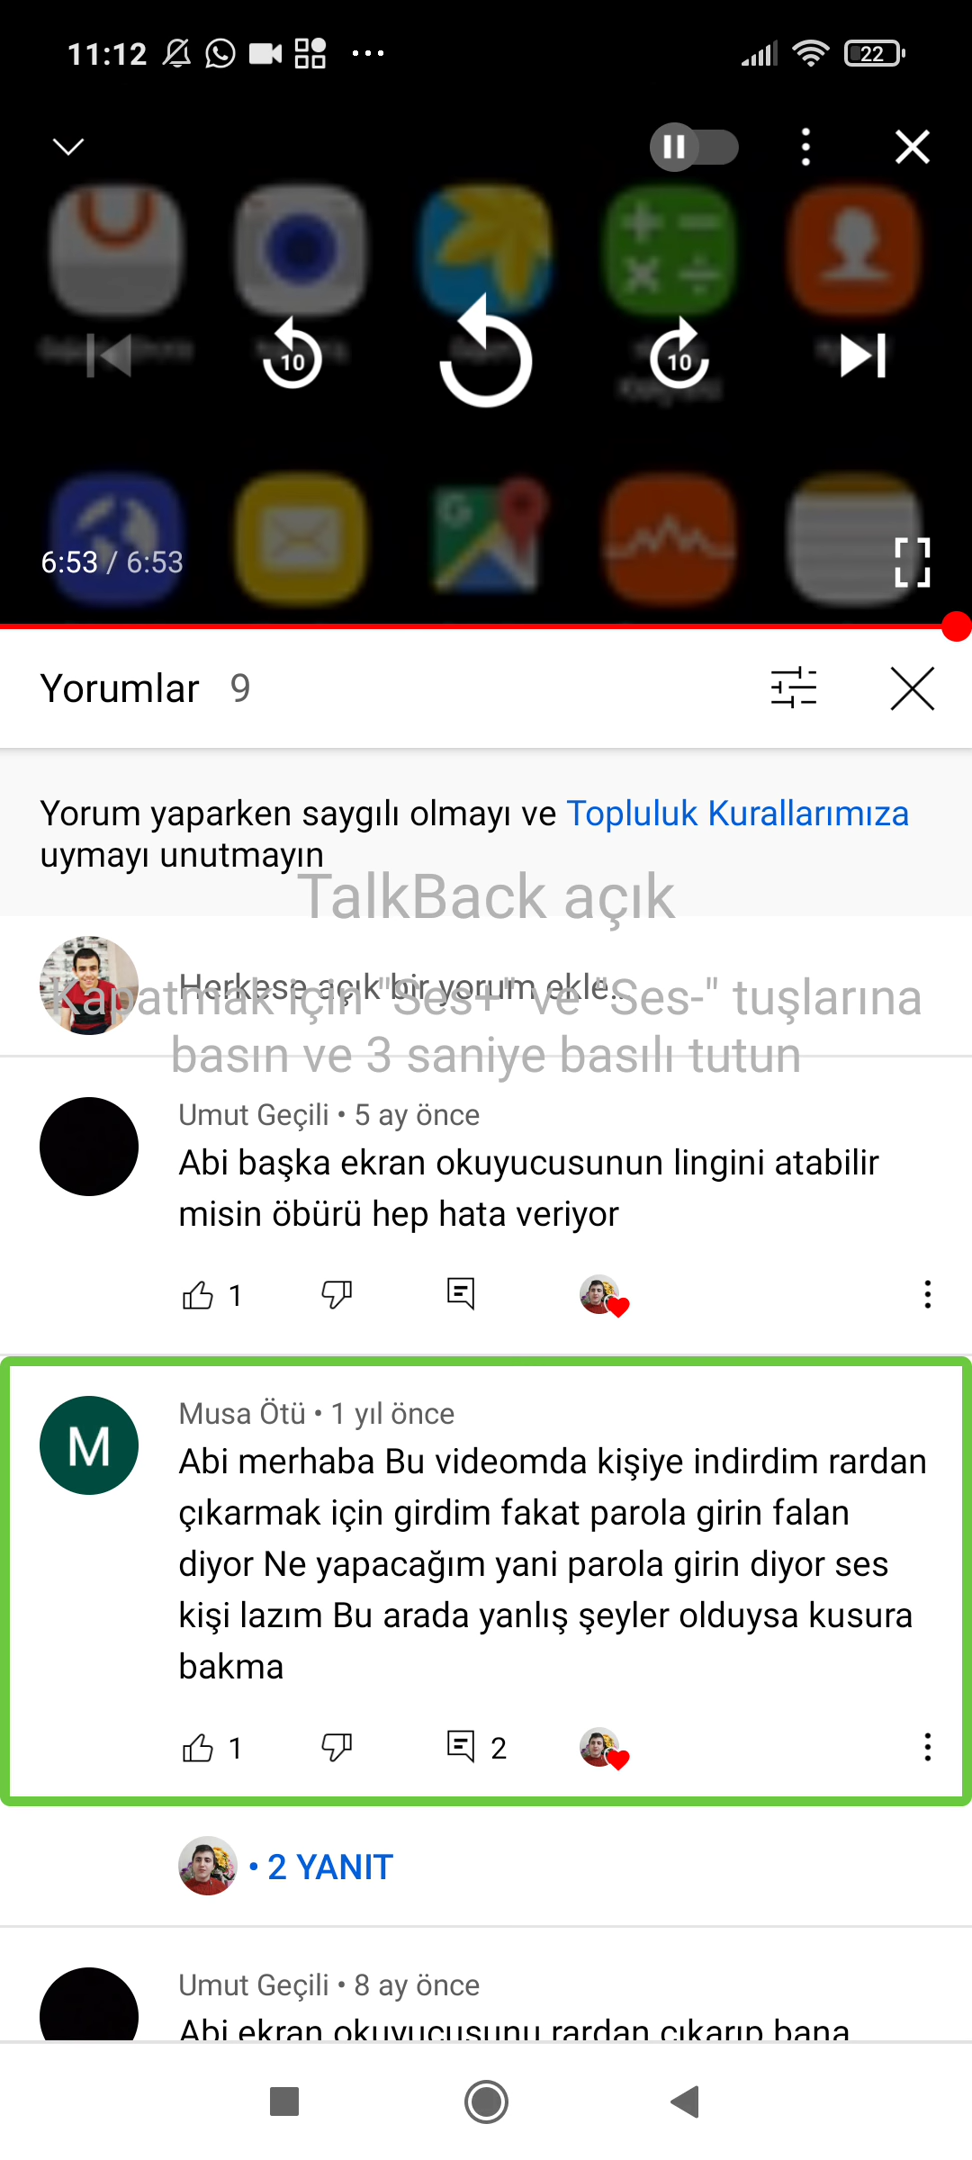 11:12
22
10
10
6:53 / 6:53
Yorumlar 9
Yorum yaparken saygılı olmayı ve Topluluk Kurallarımıza
uymayı unutmayın
TalkBack açık
Herkese açık bir yorum ekle...
Kapatmak için "Ses+" ve "Ses-" tuşlarına
basın ve 3 saniye basılı tutun
Umut Geçili • 5 ay önce
Abi başka ekran okuyucusunun lingini atabilir
misin öbürü hep hata veriyor
1
M
Musa Ötü • 1 yıl önce
Abi merhaba Bu videomda kişiye indirdim rardan
çıkarmak için girdim fakat parola girin falan
diyor Ne yapacağım yani parola girin diyor ses
kişi lazım Bu arada yanlış şeyler olduysa kusura
bakma
1 2
• 2 YANIT
Umut Geçili • 8 ay önce
Abi ekran okuyucusunu rardan çıkarıp bana